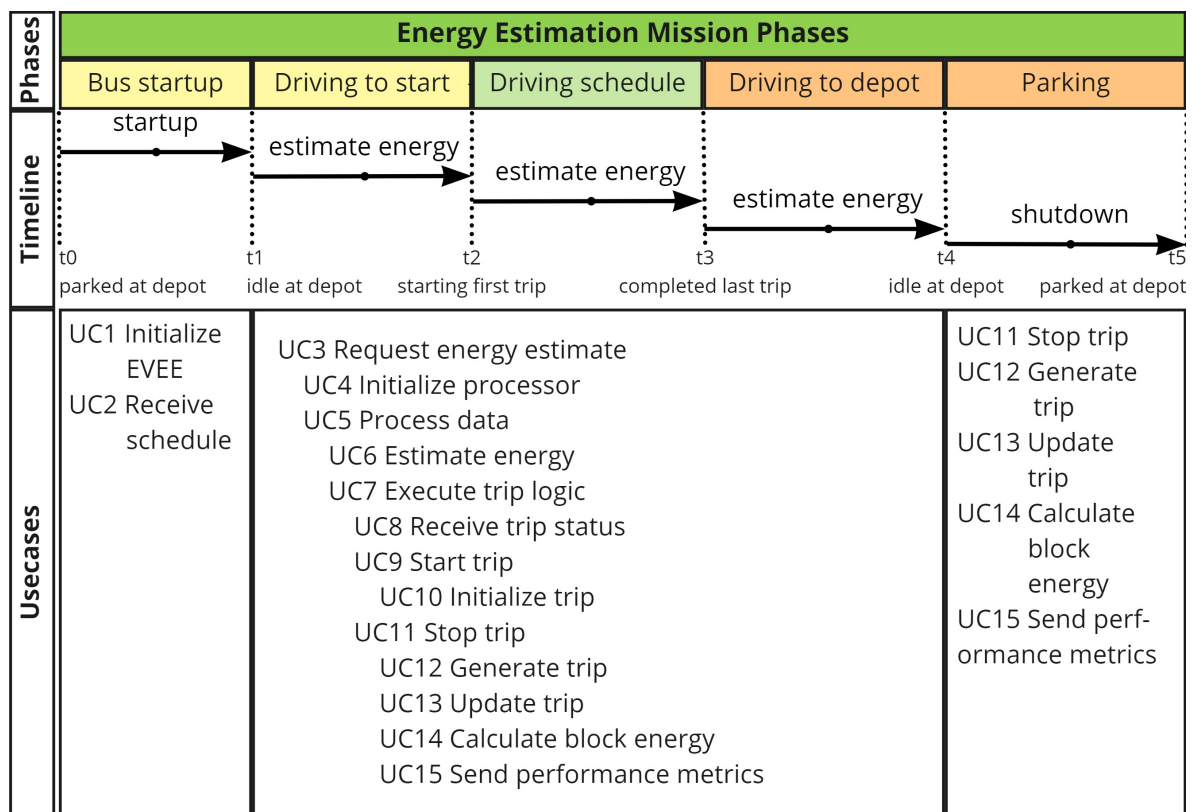 Phases
Energy Estimation Mission Phases
Bus startup
Driving to start
Driving schedule
Driving to depot
Parking
Timeline
startup
estimate energy
estimate energy
estimate energy
shutdown
t0
t1
t2
t3
t4
t5
parked at depot
idle at depot
starting first trip
completed last trip
idle at depot
parked at depot
Usecases
UC1 Initialize
EVEE
UC2 Receive
schedule
UC3 Request energy estimate
UC4 Initialize processor
UC5 Process data
UC6 Estimate energy
UC7 Execute trip logic
UC8 Receive trip status
UC9 Start trip
UC10 Initialize trip
UC11 Stop trip
UC12 Generate trip
UC13 Update trip
UC14 Calculate block energy
UC15 Send performance metrics
UC11 Stop trip
UC12 Generate
trip
UC13 Update
trip
UC14 Calculate
block
energy
UC15 Send perf-
ormance metrics